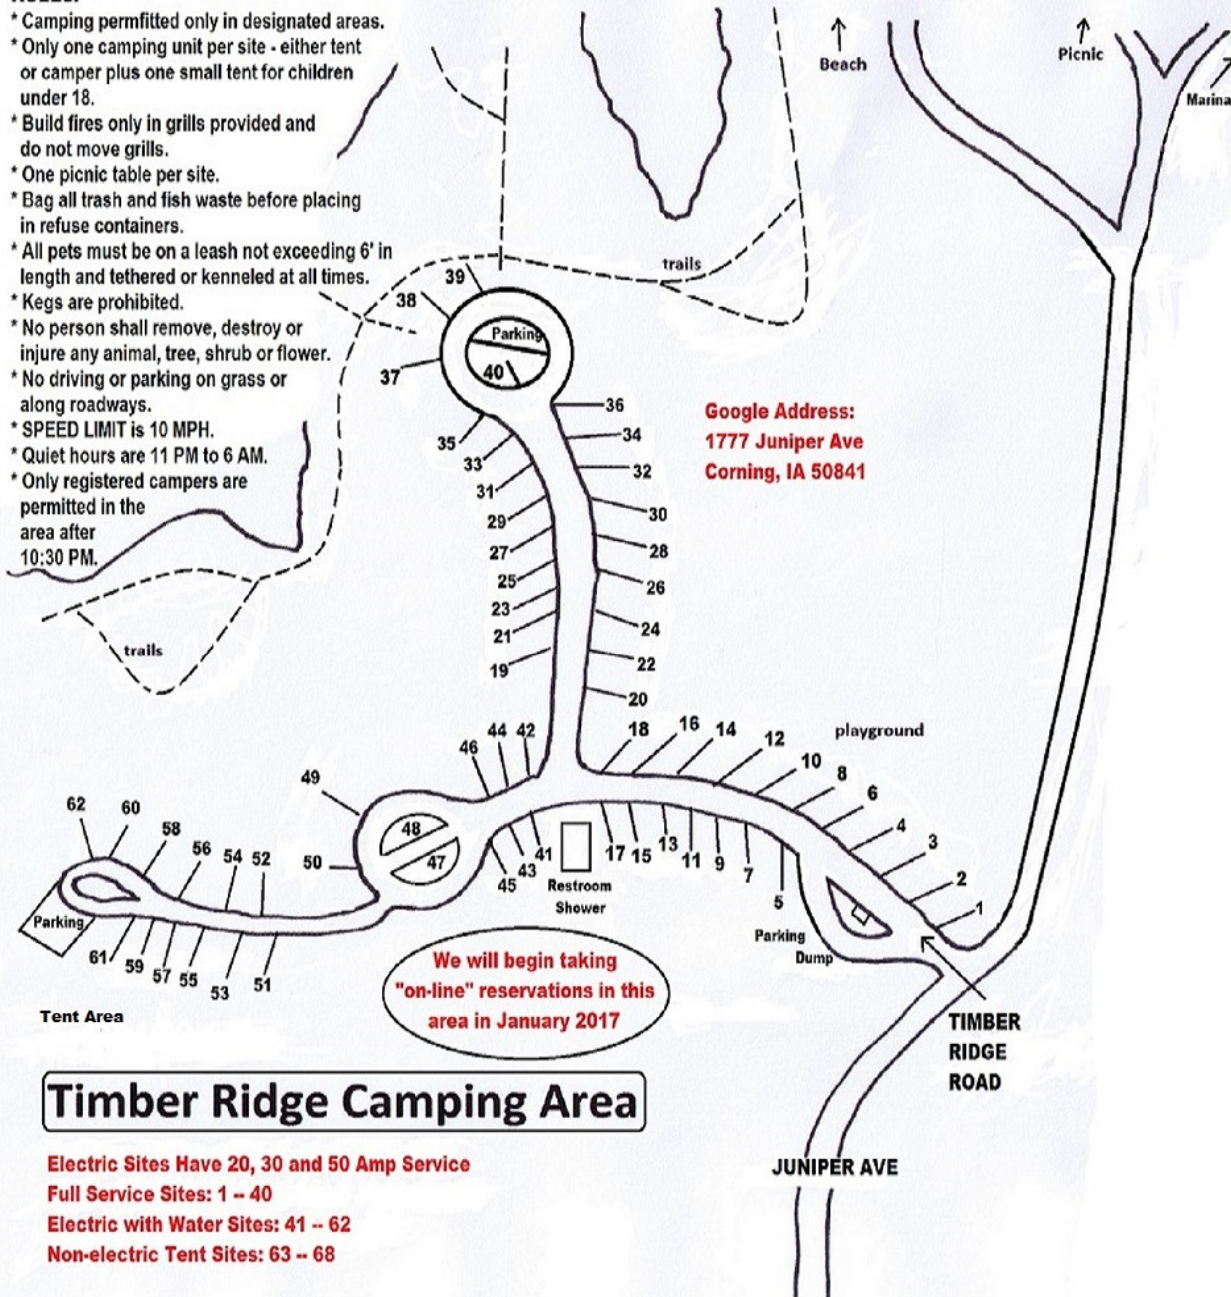 * Camping permfitted only in designated areas.
* Only one camping unit per site - either tent
or camper plus one small tent for children
under 18.
* Build fires only in grills provided and
do not move grills.
* One picnic table per site.
* Bag all trash and fish waste before placing
in refuse containers.
* All pets must be on a leash not exceeding 6' in
length and tethered or kenneled at all times.
* Kegs are prohibited.
* No person shall remove, destroy or
injure any animal, tree, shrub or flower.
* No driving or parking on grass or
along roadways.
* SPEED LIMIT is 10 MPH.
* Quiet hours are 11 PM to 6 AM.
* Only registered campers are
permitted in the
area after
10:30 PM.
Beach
Picnic
Marina
trails
39
38
Parking
40
37
36
35
34
33
32
31
30
29
28
27
26
25
24
23
22
21
20
19
Google Address:
1777 Juniper Ave
Corning, IA 50841
trails
46
44
42
18
16
14
12
playground
10
8
6
4
3
2
1
49
48
47
50
45
43
41
Restroom
Shower
17
15
13
11
9
7
5
Parking
Dump
62
60
58
56
54
52
Parking
61
59
57
55
53
51
Tent Area
We will begin taking
"on-line" reservations in this
area in January 2017
TIMBER
RIDGE
ROAD
Timber Ridge Camping Area
JUNIPER AVE
Electric Sites Have 20, 30 and 50 Amp Service
Full Service Sites: 1 -- 40
Electric with Water Sites: 41 -- 62
Non-electric Tent Sites: 63 -- 68